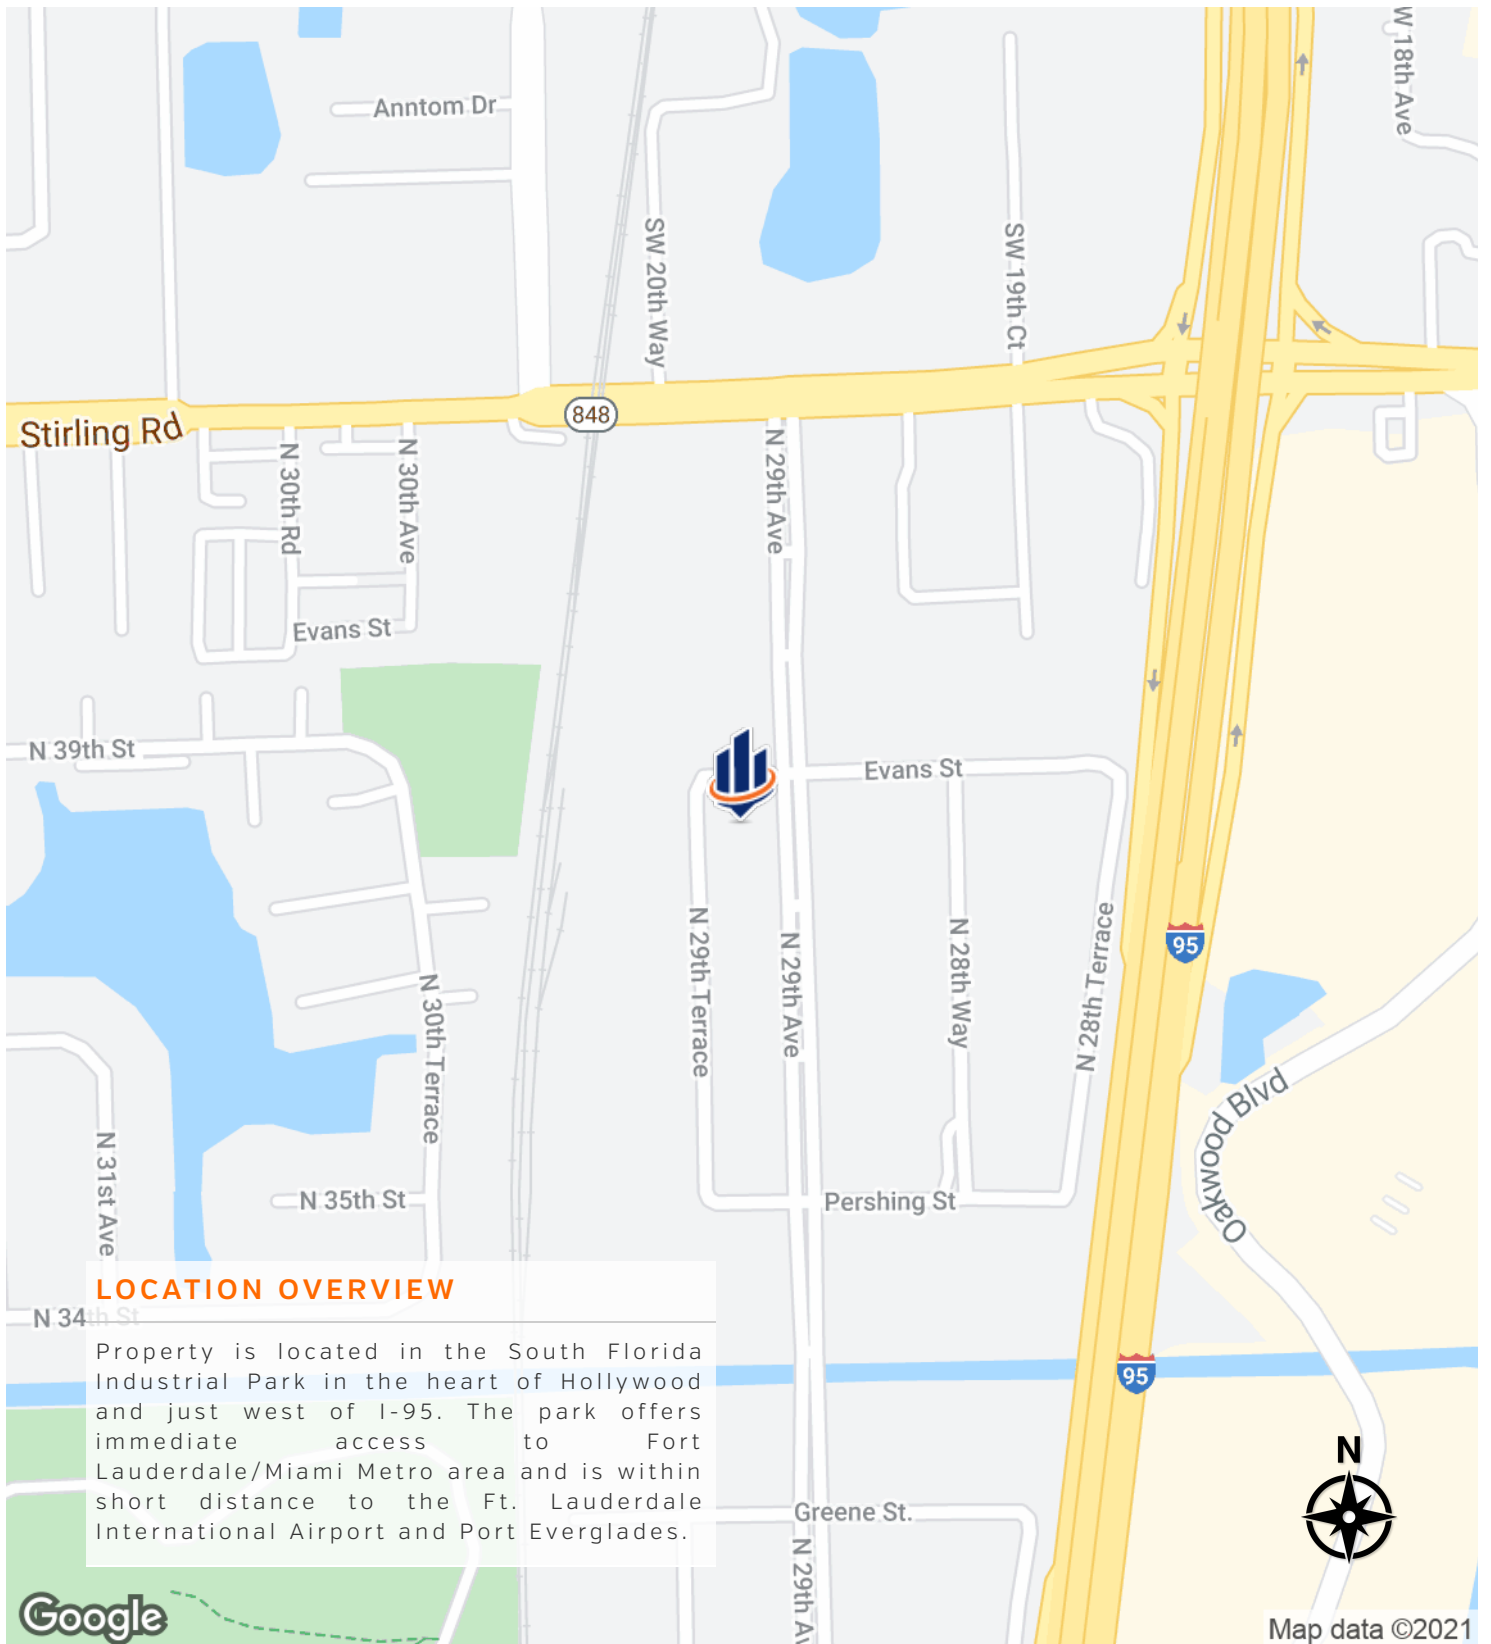 W 18th Ave
Anntom Dr
SW 20th Way
SW 19th Ct
Stirling Rd
848
N 30th Rd
N 30th Ave
N 29th Ave
Evans St
N 39th St
Evans St
N 29th Terrace
N 29th Ave
N 28th Way
N 28th Terrace
95
N 30th Terrace
Oakwood Blvd
N 31st Ave
N 35th St
Pershing St
LOCATION OVERVIEW
N 34th St
Property is located in the South Florida
Industrial Park in the heart of Hollywood
and just west of I-95. The park offers
immediate access to Fort
Lauderdale/Miami Metro area and is within
short distance to the Ft. Lauderdale
International Airport and Port Everglades.
95
N
Greene St.
N 29th Av
Google
Map data ©2021